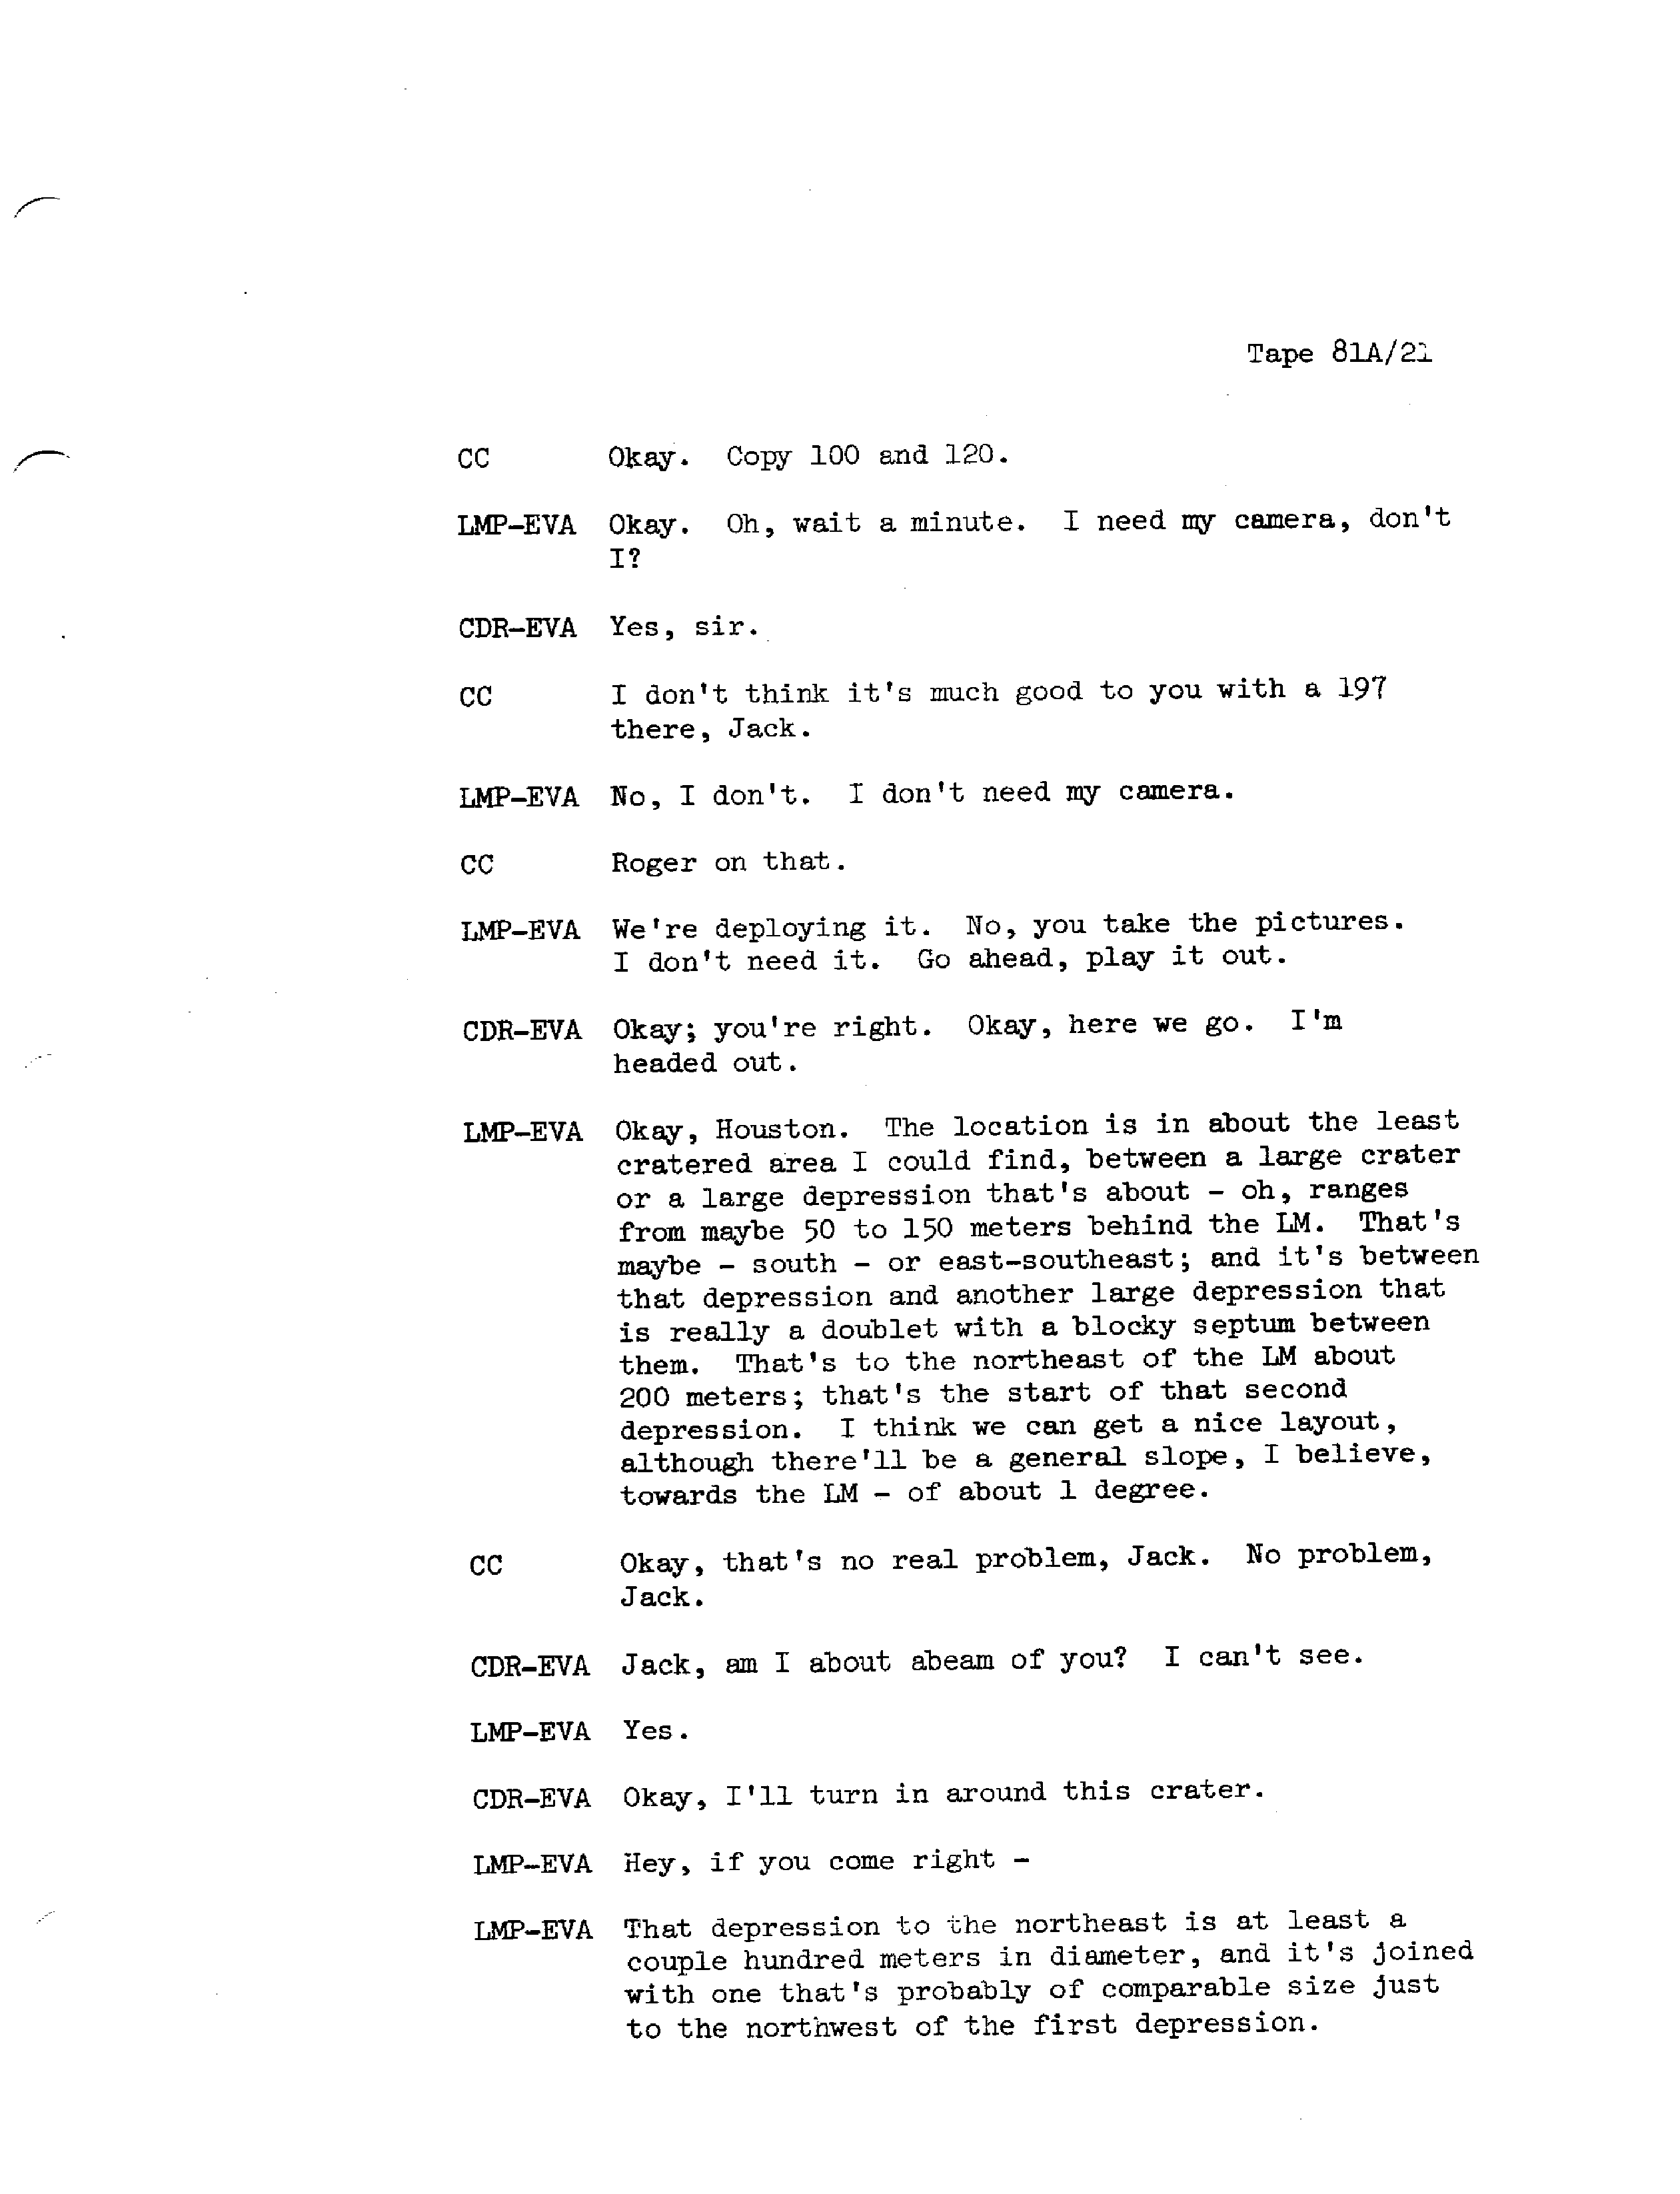 Tape 81A/21
CC Okay. Copy 100 and 120.
LMP-EVA Okay. Oh, wait a minute. I need my camera, don't
I?
CDR-EVA Yes, sir.
CC I don't think it's much good to you with a 197
there, Jack.
LMP-EVA No, I don't. I don't need my camera.
CC Roger on that.
LMP-EVA We're deploying it. No, you take the pictures.
I don't need it. Go ahead, play it out.
CDR-EVA Okay; you're right. Okay, here we go. I'm
headed out.
LMP-EVA Okay, Houston. The location is in about the least
cratered area I could find, between a large crater
or a large depression that's about - oh, ranges
from maybe 50 to 150 meters behind the LM. That's
maybe - south - or east-southeast; and it's between
that depression and another large depression that
is really a doublet with a blocky septum between
them. That's to the northeast of the LM about
200 meters; that's the start of that second
depression. I think we can get a nice layout,
although there'll be a general slope, I believe,
towards the LM - of about 1 degree.
CC Okay, that's no real problem, Jack. No problem,
Jack.
CDR-EVA Jack, am I about abeam of you? I can't see.
LMP-EVA Yes.
CDR-EVA Okay, I'll turn in around this crater.
LMP-EVA Hey, if you come right -
LMP-EVA That depression to the northeast is at least a
couple hundred meters in diameter, and it's joined
with one that's probably of comparable size just
to the northwest of the first depression.